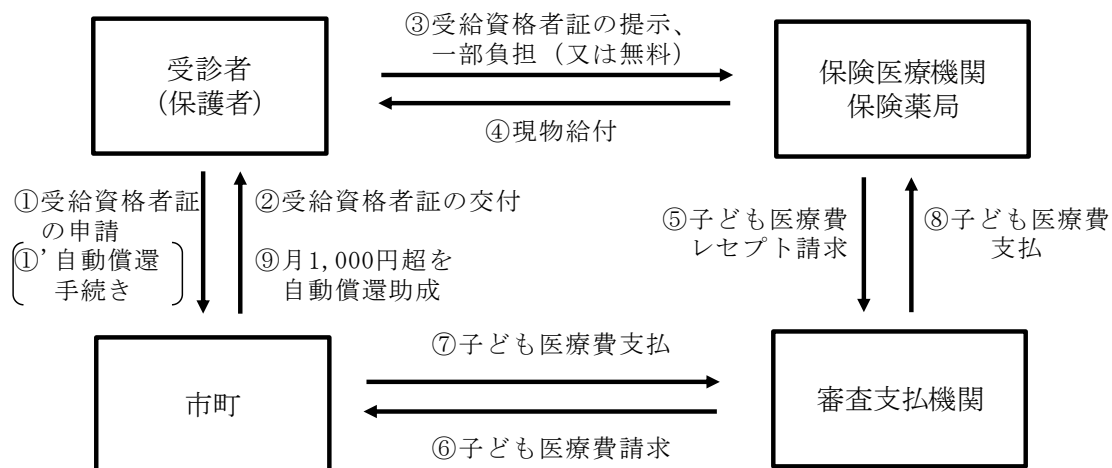 ③受給資格者証の提示、
一部負担（又は無料）
受診者
(保護者)
保険医療機関
保険薬局
④現物給付
①受給資格者証
の申請
①’自動償還
手続き
②受給資格者証の交付
⑨月1,000円超を
自動償還助成
⑤子ども医療費
レセプト請求
⑧子ども医療費
支払
⑦子ども医療費支払
市町
審査支払機関
⑥子ども医療費請求